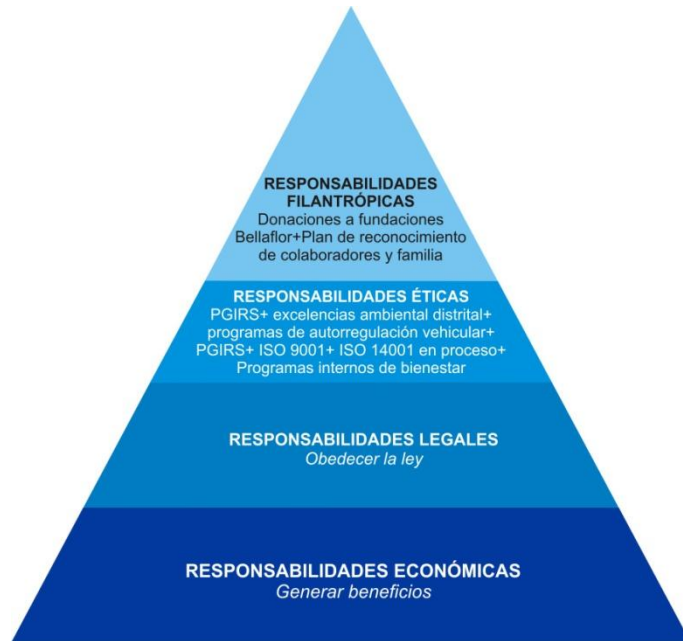 RESPONSABILIDADES
FILANTRÓPICAS
Donaciones a fundaciones
Bellaflor+Plan de reconocimiento
de colaboradores y familia
RESPONSABILIDADES ÉTICAS
PGIRS+ excelencias ambiental distrital+
programas de autorregulación vehicular+
PGIRS+ ISO 9001+ ISO 14001 en proceso+
Programas internos de bienestar
RESPONSABILIDADES LEGALES
Obedecer la ley
RESPONSABILIDADES ECONÓMICAS
Generar beneficios